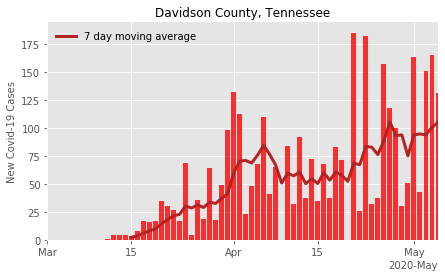 Davidson County, Tennessee
7 day moving average
New Covid-19 Cases
175
150
125
100
75
50
25
0
Mar
15
Apr
15
May
2020-May